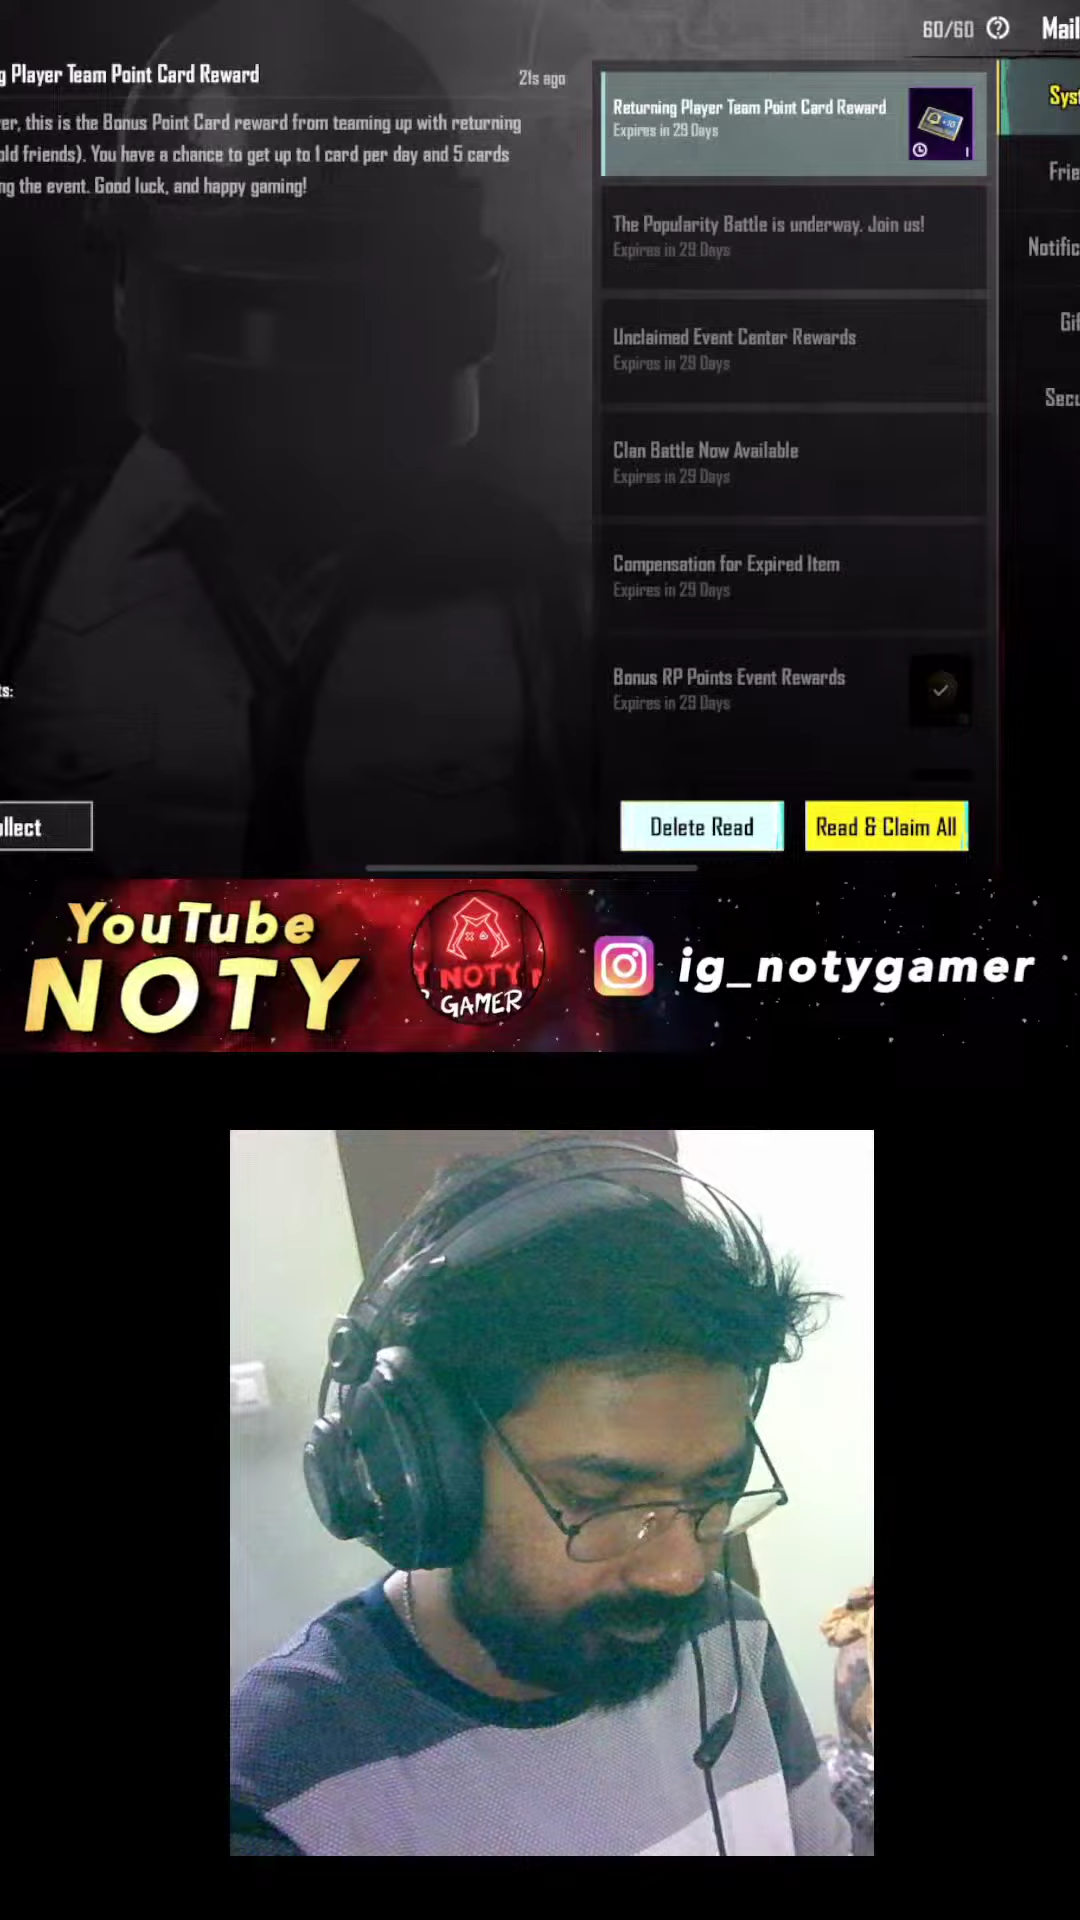 60/60
Mail
Player Team Point Card Reward
21s ago
this is the Bonus Point Card reward from teaming up with returning
old friends). You have a chance to get up to 1 card per day and 5 cards
the event. Good luck, and happy gaming!
Returning Player Team Point Card Reward
Expires in 29 Days
+10
1
The Popularity Battle is underway. Join us!
Expires in 29 Days
Unclaimed Event Center Rewards
Expires in 29 Days
Clan Battle Now Available
Expires in 29 Days
Compensation for Expired Item
Expires in 29 Days
Bonus RP Points Event Rewards
Expires in 29 Days
Syst
Frie
Notific
Gif
Secu
ts:
ollect
Delete Read
Read & Claim All
YouTube
NOTY
NOTY
GAMER
ig_notygamer